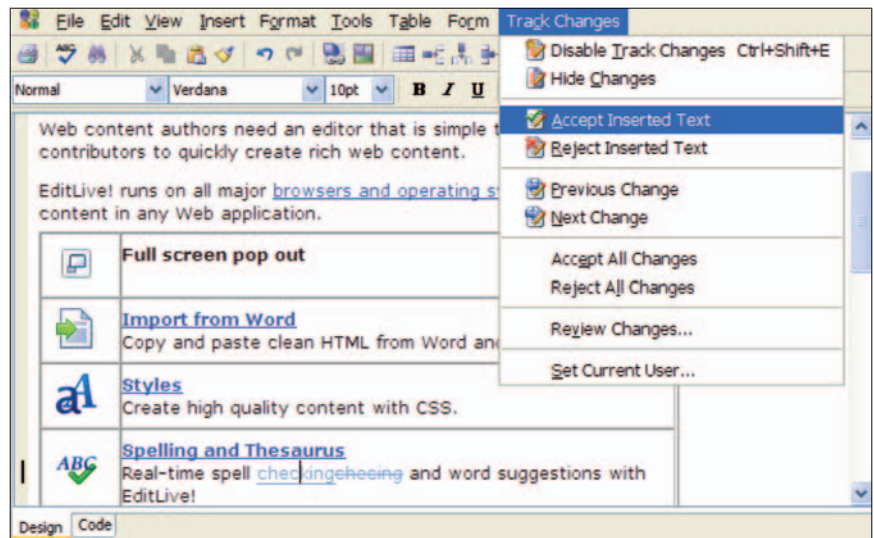 File Edit View Insert Format Tools Table Form Track Changes
Normal Verdana 10pt B I U
Disable Track Changes Ctrl+Shift+E
Hide Changes
Accept Inserted Text
Reject Inserted Text
Previous Change
Next Change
Accept All Changes
Reject All Changes
Review Changes...
Set Current User...
Web content authors need an editor that is simple
contributors to quickly create rich web content.
EditLive! runs on all major browsers and operating
content in any Web application.
Full screen pop out
Import from Word
Copy and paste clean HTML from Word
aA Styles
Create high quality content with CSS.
ABC Spelling and Thesaurus
Real-time spell checkingchecing and word suggestions with
EditLive!
Design Code